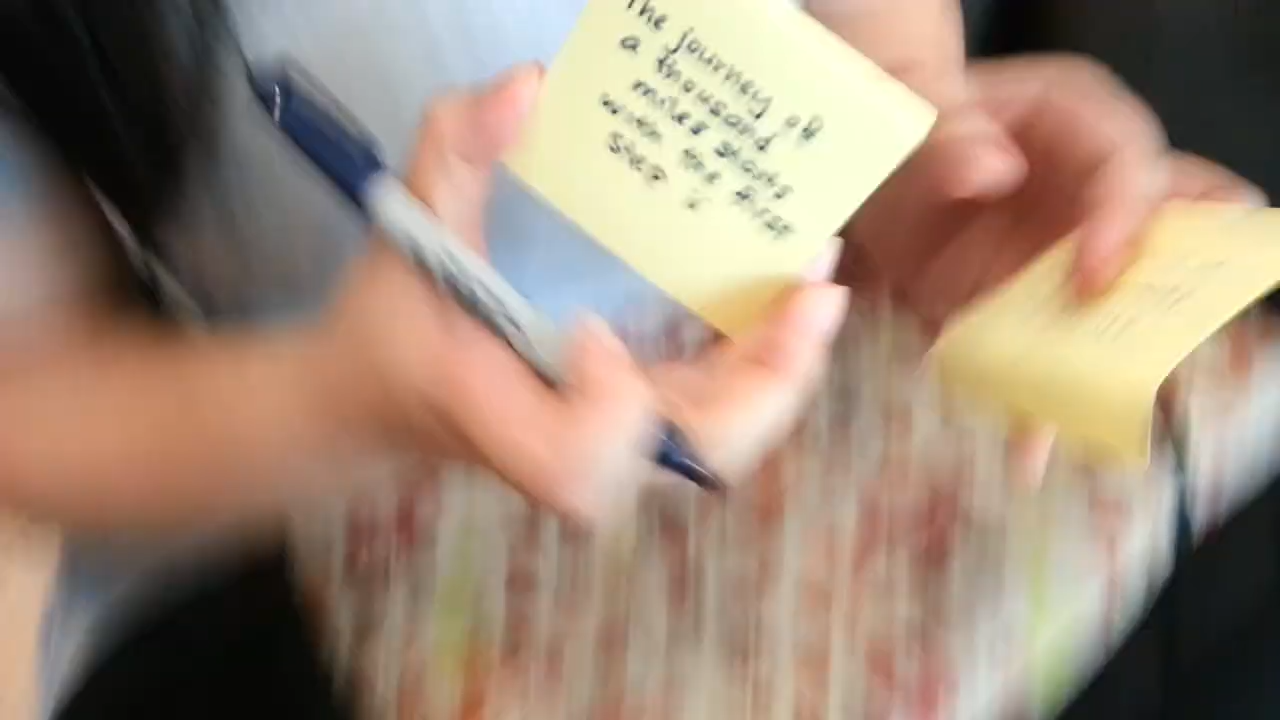 The journey of
a thousand
miles starts
with the first
step